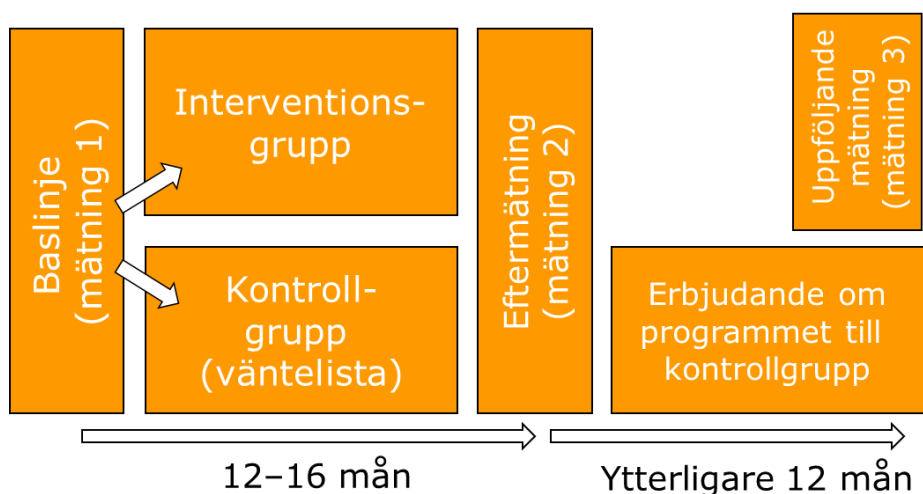 Baslinje
(mätning 1)
Interventions-
grupp
Kontroll-
grupp
(väntelista)
Eftermätning
(mätning 2)
Uppföljande
mätning
(mätning 3)
Erbjudande om
programmet till
kontrollgrupp
12–16 mån
Ytterligare 12 mån